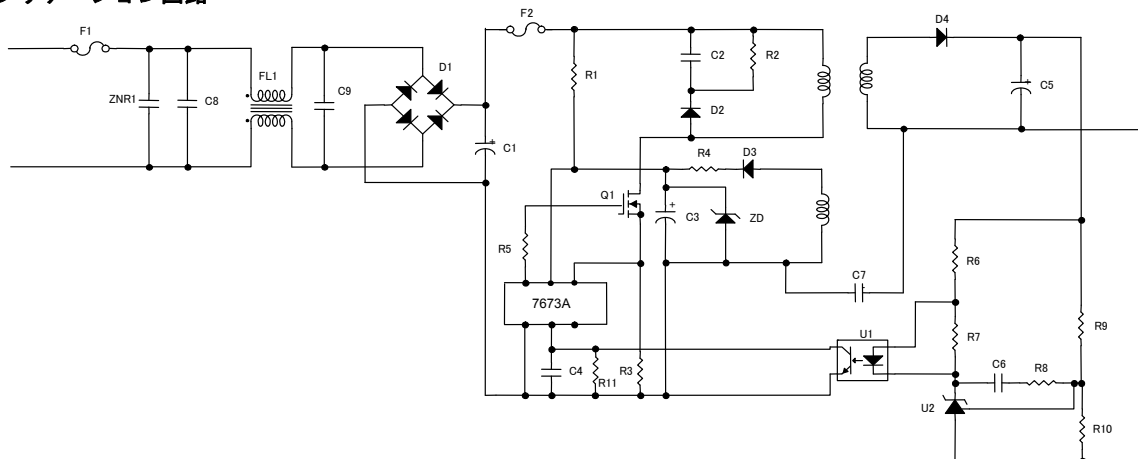 F1
F2
D4
D1
C2
R2
R1
FL1
ZNR1
C8
C9
C5
D2
C1
R4
D3
Q1
C3
ZD
R5
R6
C7
7673A
U1
R7
R9
C4
R11
R3
C6
R8
U2
R10